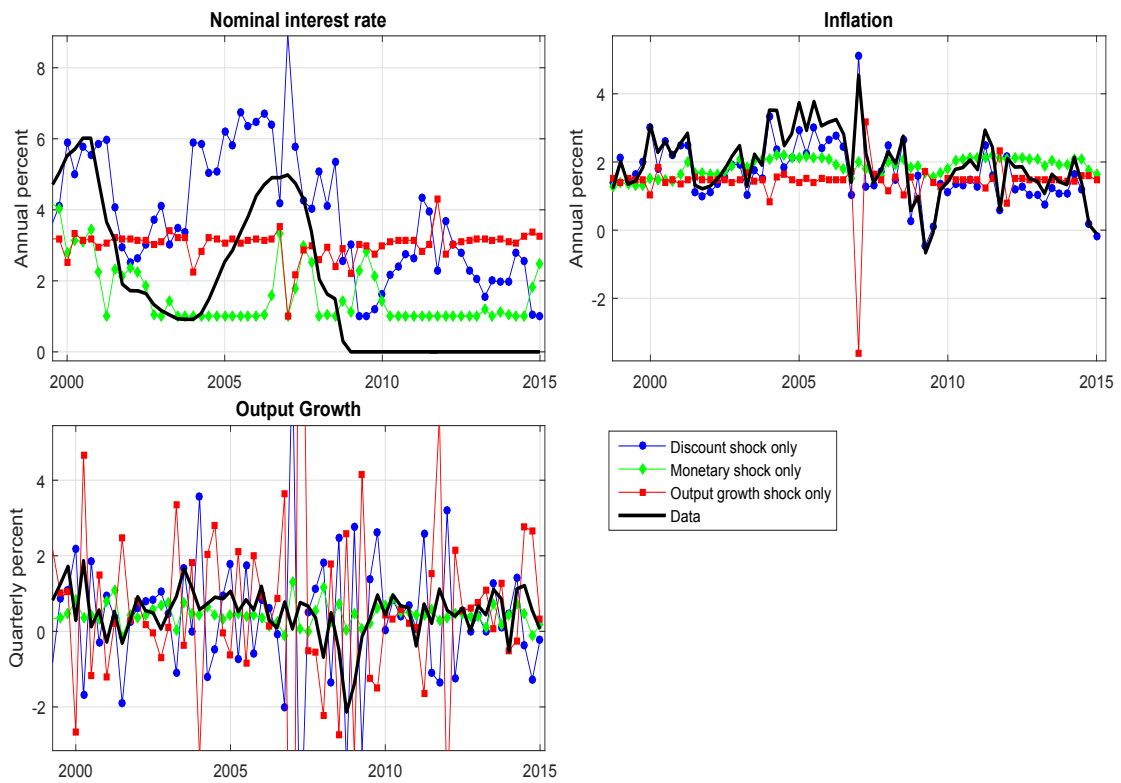 Nominal interest rate
Annual percent
8
6
4
2
0
2000 2005 2010 2015
Inflation
Annual percent
4
2
0
-2
2000 2005 2010 2015
Output Growth
Quarterly percent
4
2
0
-2
2000 2005 2010 2015
Discount shock only
Monetary shock only
Output growth shock only
Data